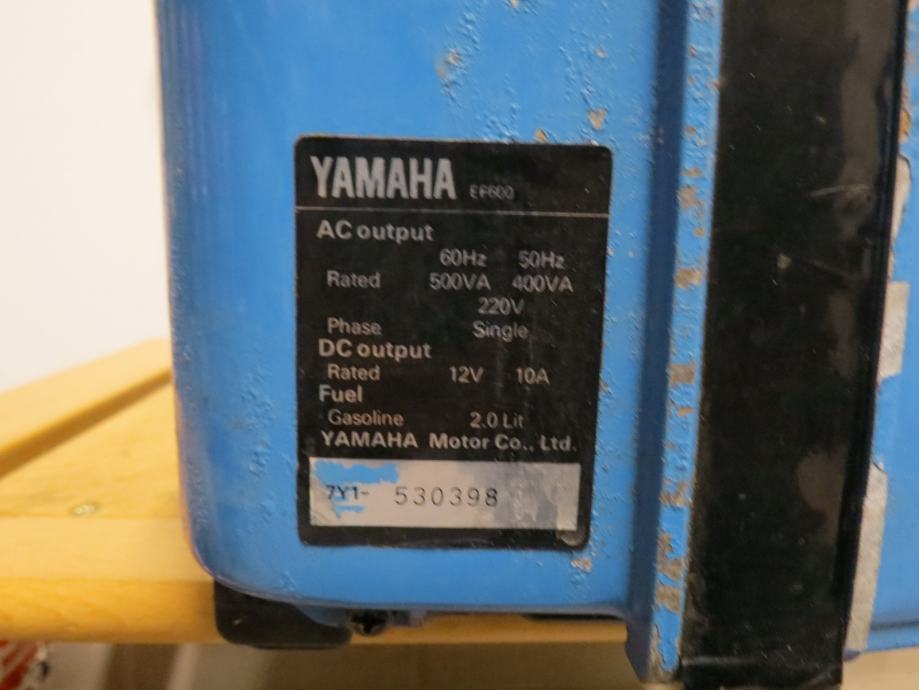 YAMAHA EF600
AC output
60Hz 50Hz
Rated 500VA 400VA
220V
Phase Single
DC output
Rated 12V 10A
Fuel
Gasoline 2.0 Lit
YAMAHA Motor Co., Ltd.
7Y1- 530398